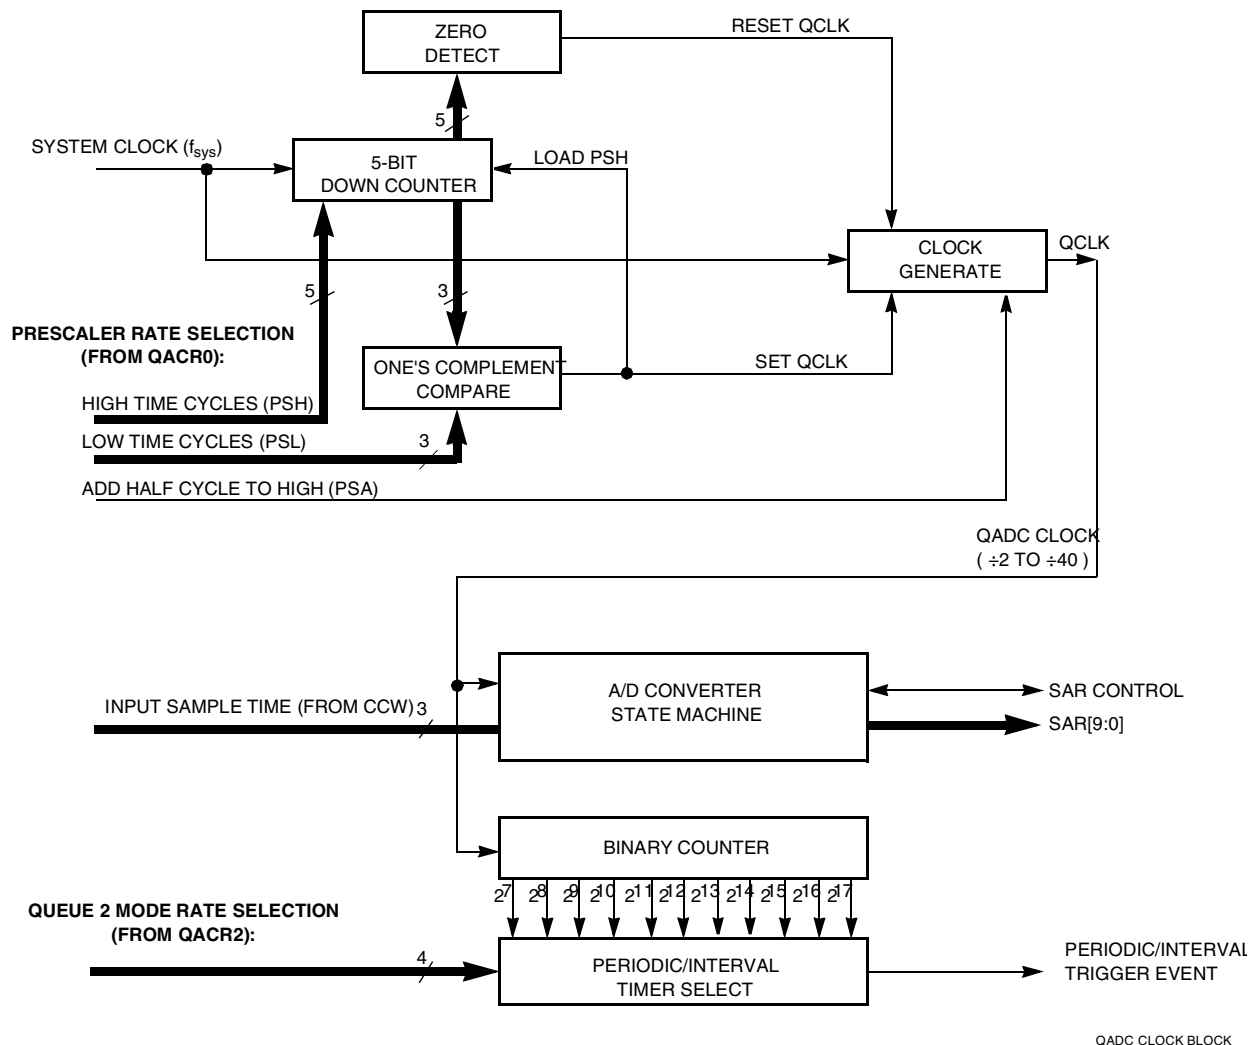 ZERO
DETECT
RESET QCLK
5
SYSTEM CLOCK (fsys)
5-BIT
DOWN COUNTER
LOAD PSH
CLOCK
GENERATE
QCLK
5
3
PRESCALER RATE SELECTION
(FROM QACR0):
ONE'S COMPLEMENT
COMPARE
SET QCLK
HIGH TIME CYCLES (PSH)
LOW TIME CYCLES (PSL)
3
ADD HALF CYCLE TO HIGH (PSA)
QADC CLOCK
( ÷2 TO ÷40 )
INPUT SAMPLE TIME (FROM CCW)
3
A/D CONVERTER
STATE MACHINE
SAR CONTROL
SAR[9:0]
BINARY COUNTER
2^7 2^8 2^9 2^10 2^11 2^12 2^13 2^14 2^15 2^16 2^17
QUEUE 2 MODE RATE SELECTION
(FROM QACR2):
4
PERIODIC/INTERVAL
TIMER SELECT
PERIODIC/INTERVAL
TRIGGER EVENT
QADC CLOCK BLOCK